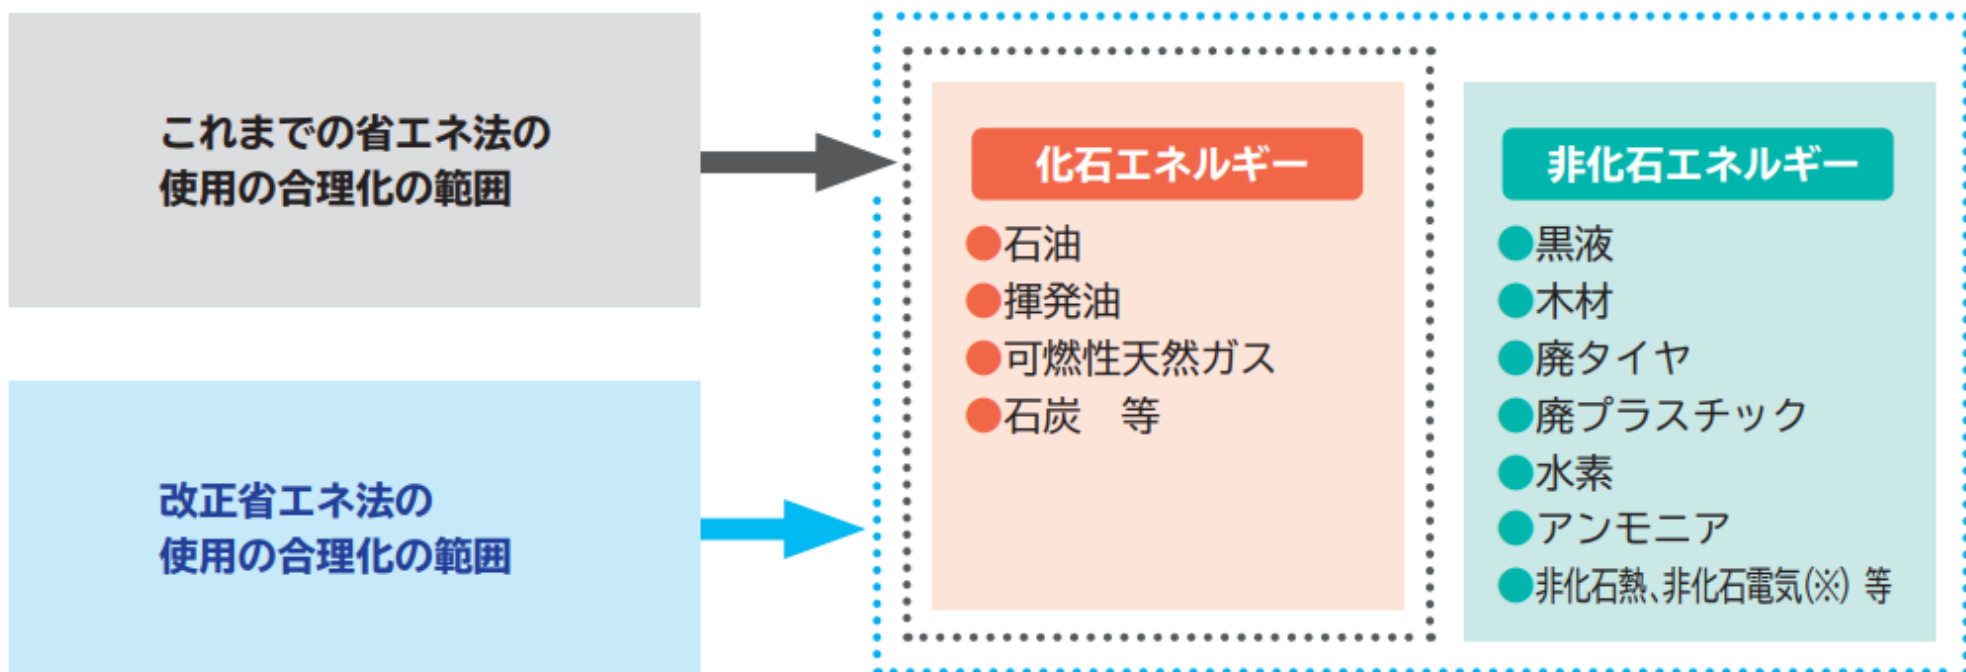 これまでの省エネ法の
使用の合理化の範囲
改正省エネ法の
使用の合理化の範囲
化石エネルギー
●石油
●揮発油
●可燃性天然ガス
●石炭　等
非化石エネルギー
●黒液
●木材
●廃タイヤ
●廃プラスチック
●水素
●アンモニア
●非化石熱、非化石電気(※) 等